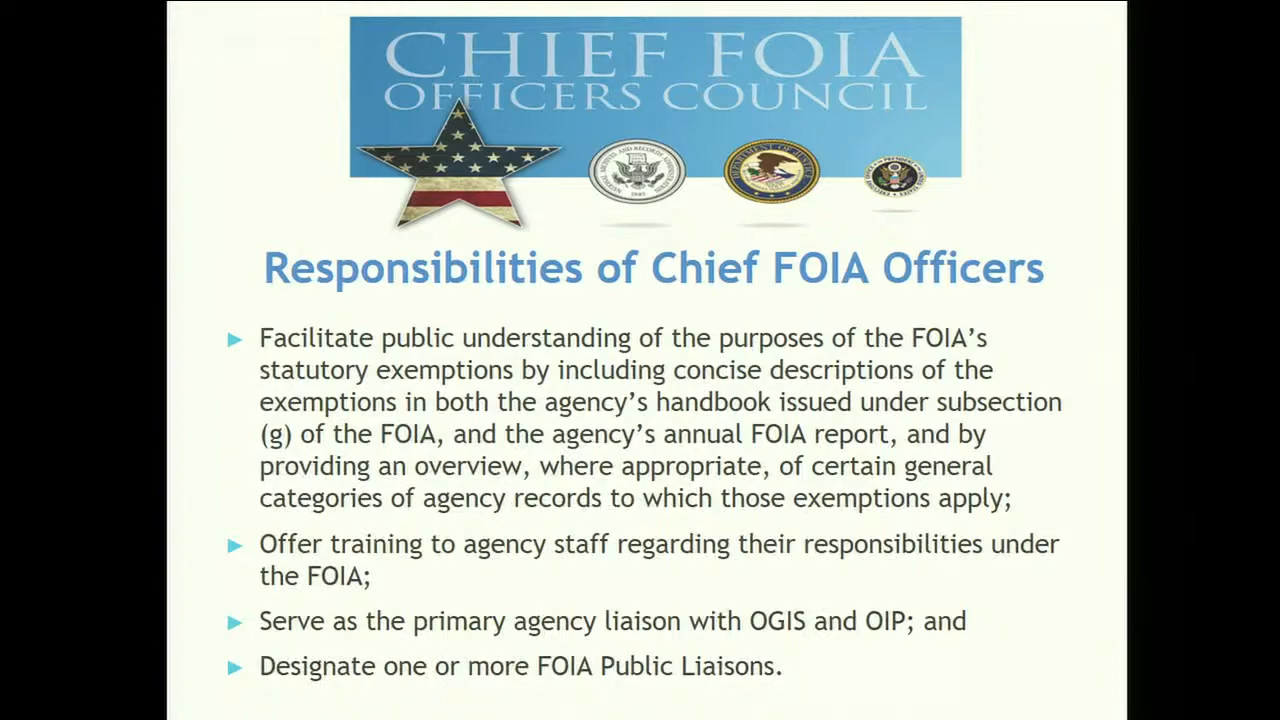 CHIEF FOIA
OFFICERS COUNCIL
Responsibilities of Chief FOIA Officers
Facilitate public understanding of the purposes of the FOIA’s
statutory exemptions by including concise descriptions of the
exemptions in both the agency’s handbook issued under subsection
(g) of the FOIA, and the agency’s annual FOIA report, and by
providing an overview, where appropriate, of certain general
categories of agency records to which those exemptions apply;
Offer training to agency staff regarding their responsibilities under
the FOIA;
Serve as the primary agency liaison with OGIS and OIP; and
Designate one or more FOIA Public Liaisons.